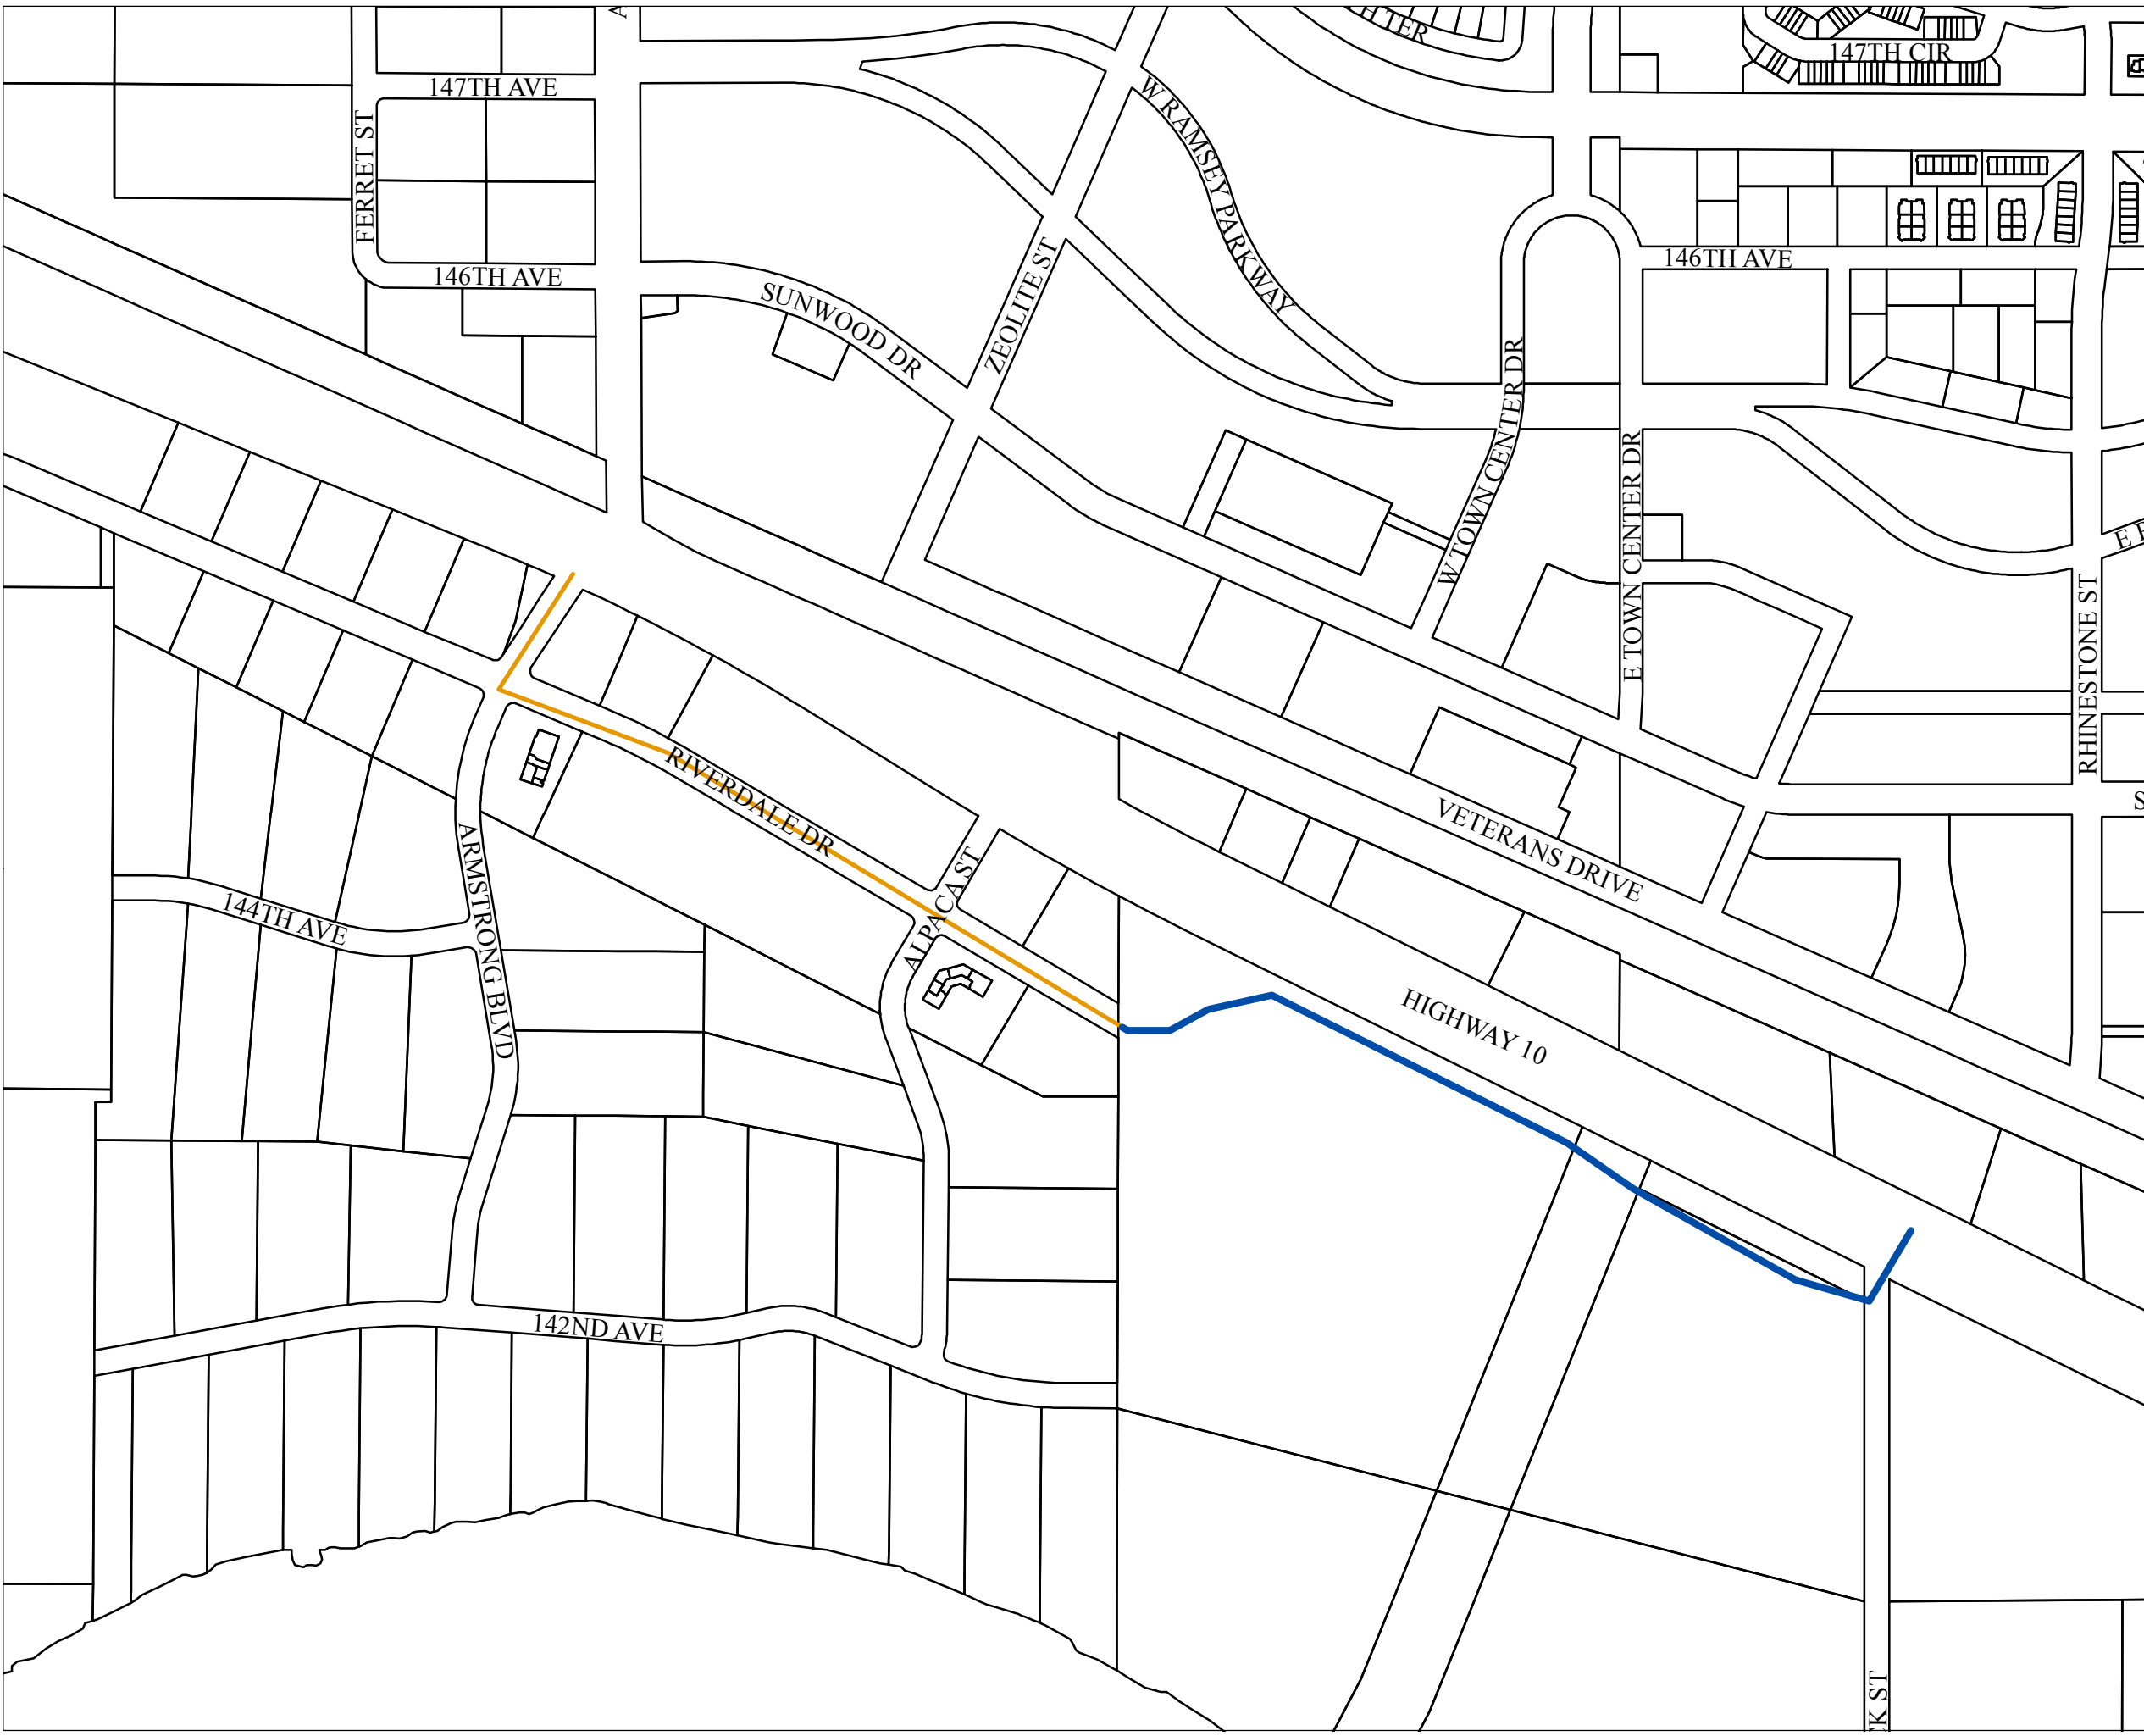 147TH CIR
147TH AVE
W RAMSEY PARKWAY
FERRET ST
146TH AVE
146TH AVE
SUNWOOD DR
ZEOLITE ST
W TOWN CENTER DR
E TOWN CENTER DR
RHINESTONE ST
RIVERDALE DR
VETERANS DRIVE
ARMSTRONG BLVD
ALPACA ST
144TH AVE
HIGHWAY 10
142ND AVE